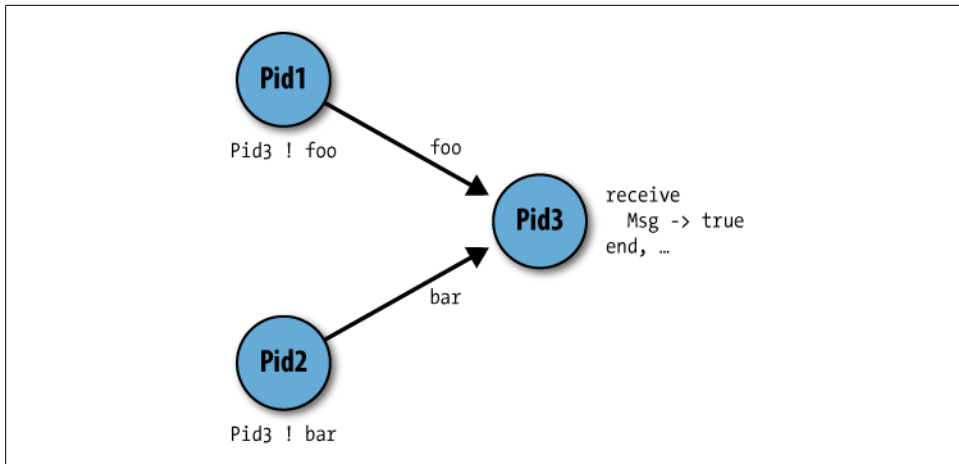 Pid1
Pid3 ! foo
foo
Pid3
receive
  Msg -> true
end, …
bar
Pid2
Pid3 ! bar